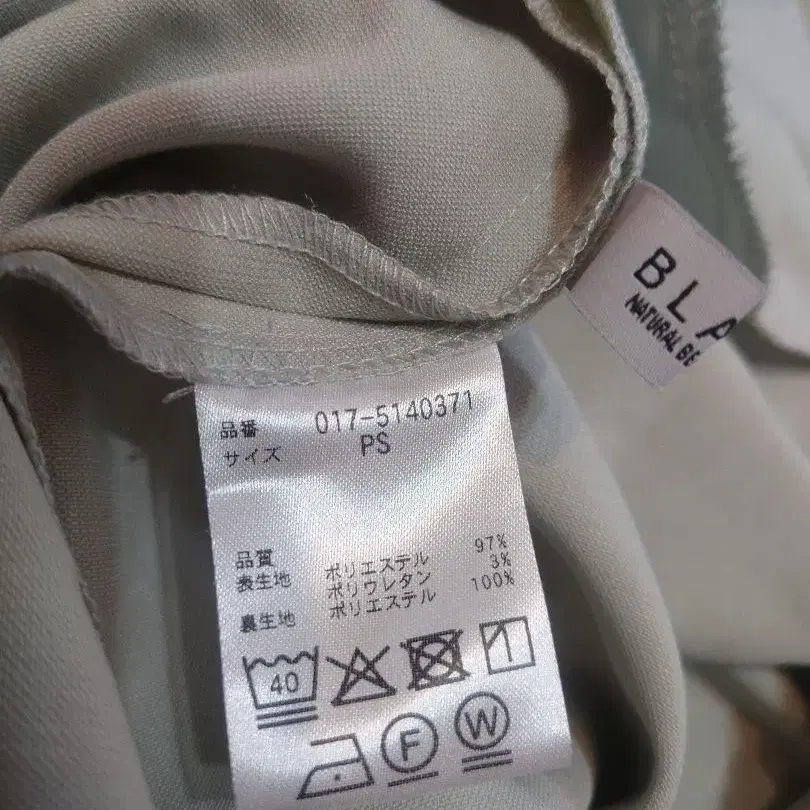 BLA
NATURAL BE
品番 017-5140371
サイズ PS
品質
表生地 ポリエステル 97%
ポリウレタン 3%
裏生地 ポリエステル 100%
40
F
W